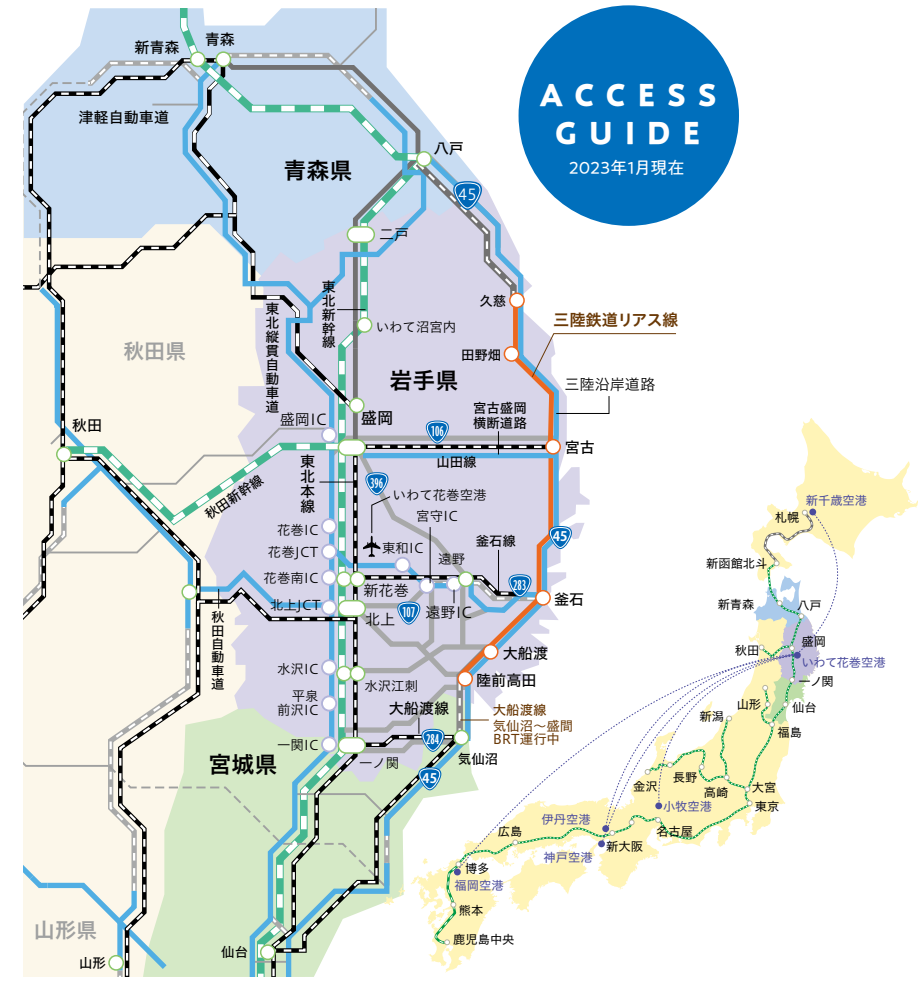 ACCESS
GUIDE
2023年1月現在
新青森
青森
津軽自動車道
八戸
青森県
45
二戸
東北新幹線
久慈
いわて沼宮内
三陸鉄道リアス線
東北縦貫自動車道
田野畑
秋田県
岩手県
三陸沿岸道路
宮古盛岡
横断道路
盛岡IC
盛岡
106
秋田
宮古
山田線
東北本線
秋田新幹線
396
いわて花巻空港
宮守IC
花巻IC
45
釜石線
花巻JCT
東和IC
遠野
花巻南IC
新花巻
283
釜石
北上JCT
北上
107
遠野IC
秋田自動車道
大船渡
水沢IC
水沢江刺
陸前高田
平泉
前沢IC
大船渡線
大船渡線
気仙沼〜盛間
BRT運行中
284
一関IC
一ノ関
気仙沼
宮城県
45
山形県
仙台
山形
新千歳空港
札幌
新函館北斗
新青森
八戸
盛岡
秋田
いわて花巻空港
一ノ関
山形
仙台
新潟
福島
長野
金沢
高崎
大宮
小牧空港
東京
伊丹空港
名古屋
広島
新大阪
神戸空港
博多
福岡空港
熊本
鹿児島中央